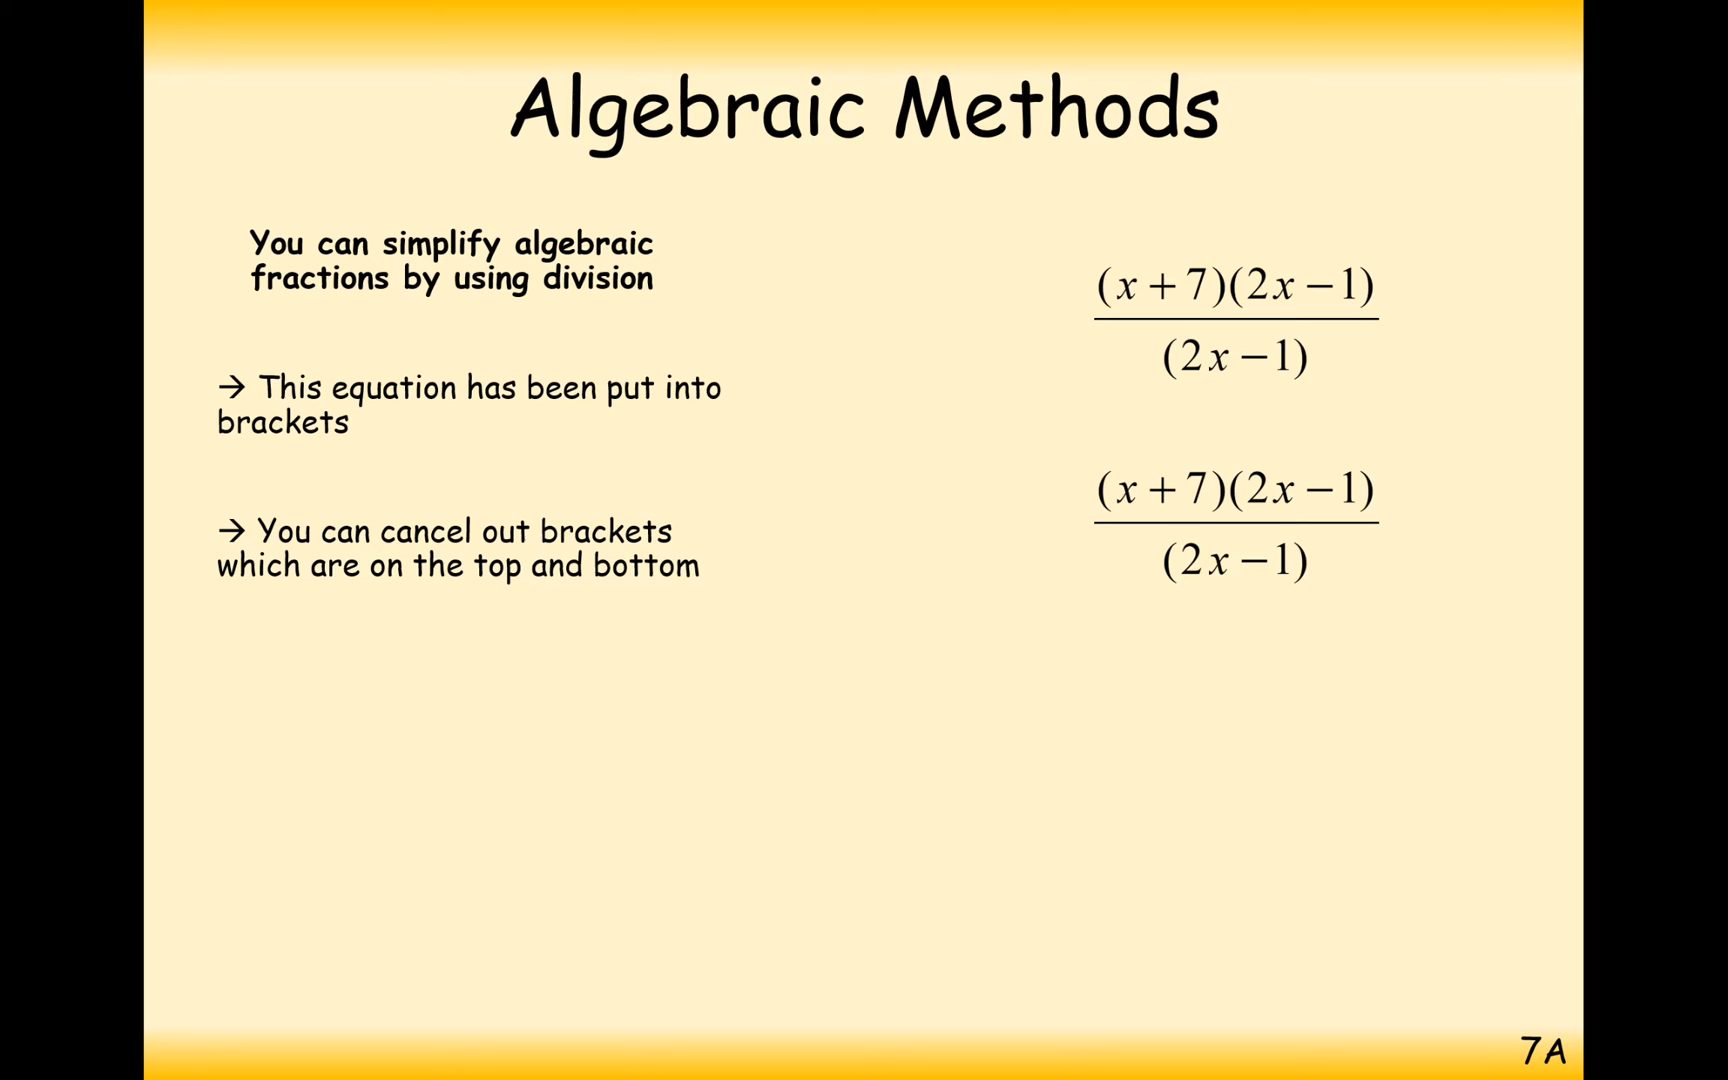 Algebraic Methods
You can simplify algebraic
fractions by using division
→ This equation has been put into
brackets
→ You can cancel out brackets
which are on the top and bottom
(x + 7)(2x − 1)
(2x − 1)
(x + 7)(2x − 1)
(2x − 1)
7A